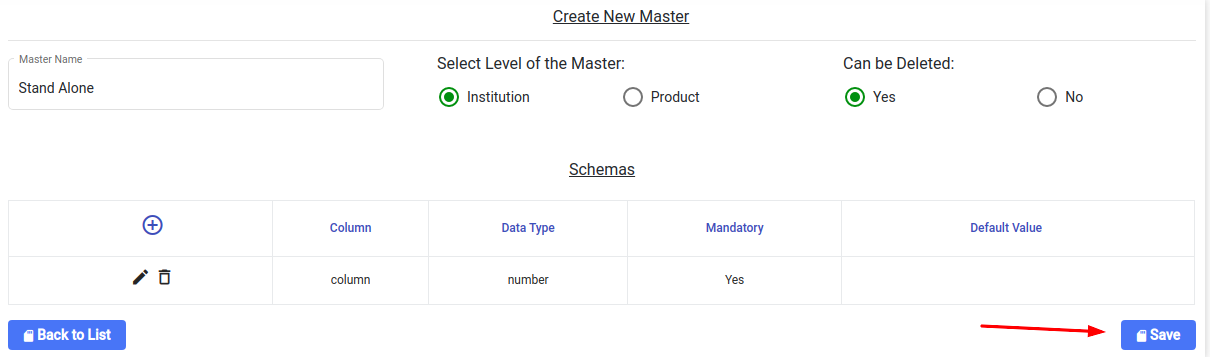 Create New Master
Master Name
Stand Alone
Select Level of the Master:
Institution
Product
Can be Deleted:
Yes
No
Schemas
Column
Data Type
Mandatory
Default Value
column
number
Yes
Back to List
Save